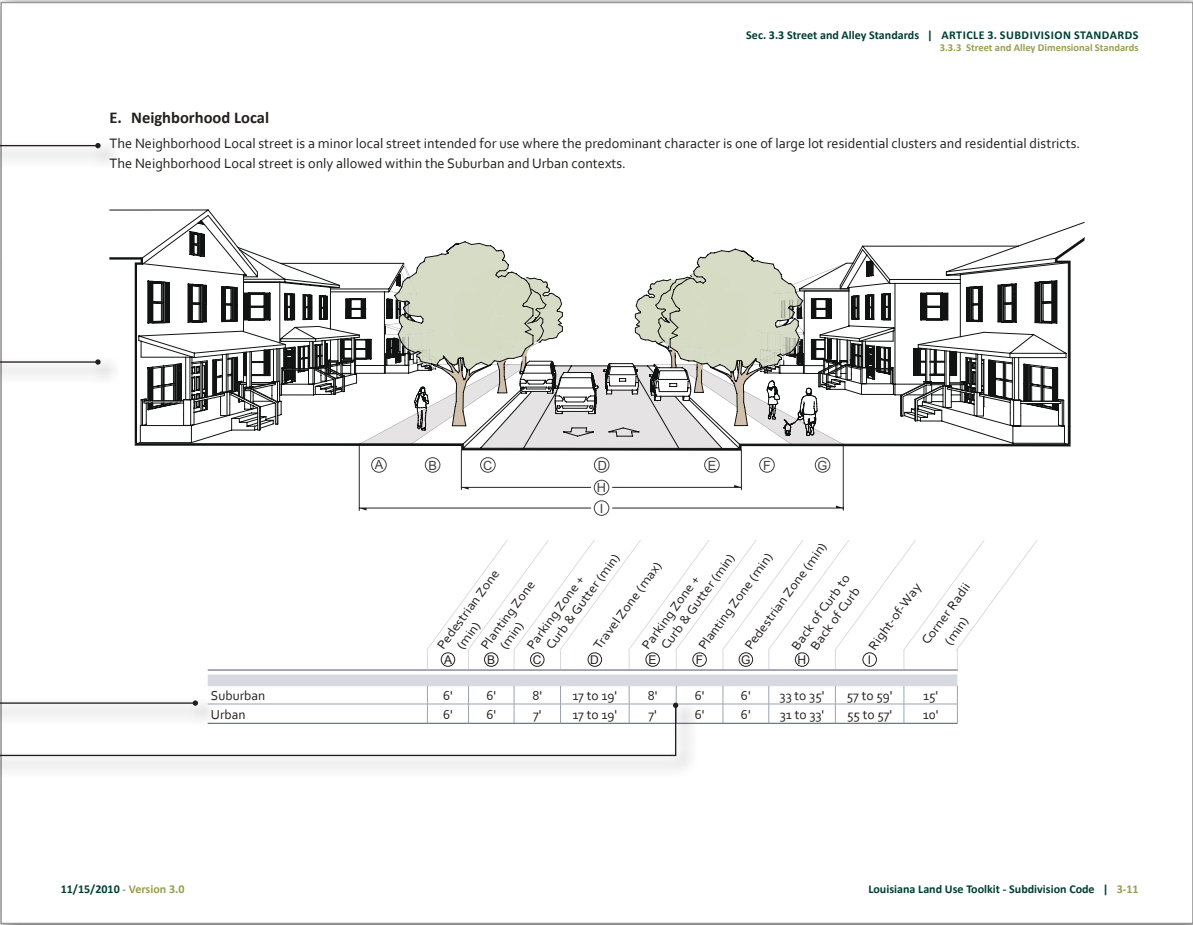 Sec. 3.3 Street and Alley Standards | ARTICLE 3. SUBDIVISION STANDARDS
3.3.3 Street and Alley Dimensional Standards
E. Neighborhood Local
The Neighborhood Local street is a minor local street intended for use where the predominant character is one of large lot residential clusters and residential districts.
The Neighborhood Local street is only allowed within the Suburban and Urban contexts.
A B C D E F G
H
I
Pedestrian Zone (min)
Planting Zone (min)
Parking Zone + Curb & Gutter (min)
Travel Zone (max)
Parking Zone + Curb & Gutter (min)
Planting Zone (min)
Pedestrian Zone (min)
Back of Curb to Back of Curb
Right-of-Way
Corner Radii (min)
A B C D E F G H I
Suburban 6' 6' 8' 17 to 19' 8' 6' 6' 33 to 35' 57 to 59' 15'
Urban 6' 6' 7' 17 to 19' 7' 6' 6' 31 to 33' 55 to 57' 10'
11/15/2010 - Version 3.0 Louisiana Land Use Toolkit - Subdivision Code | 3-11